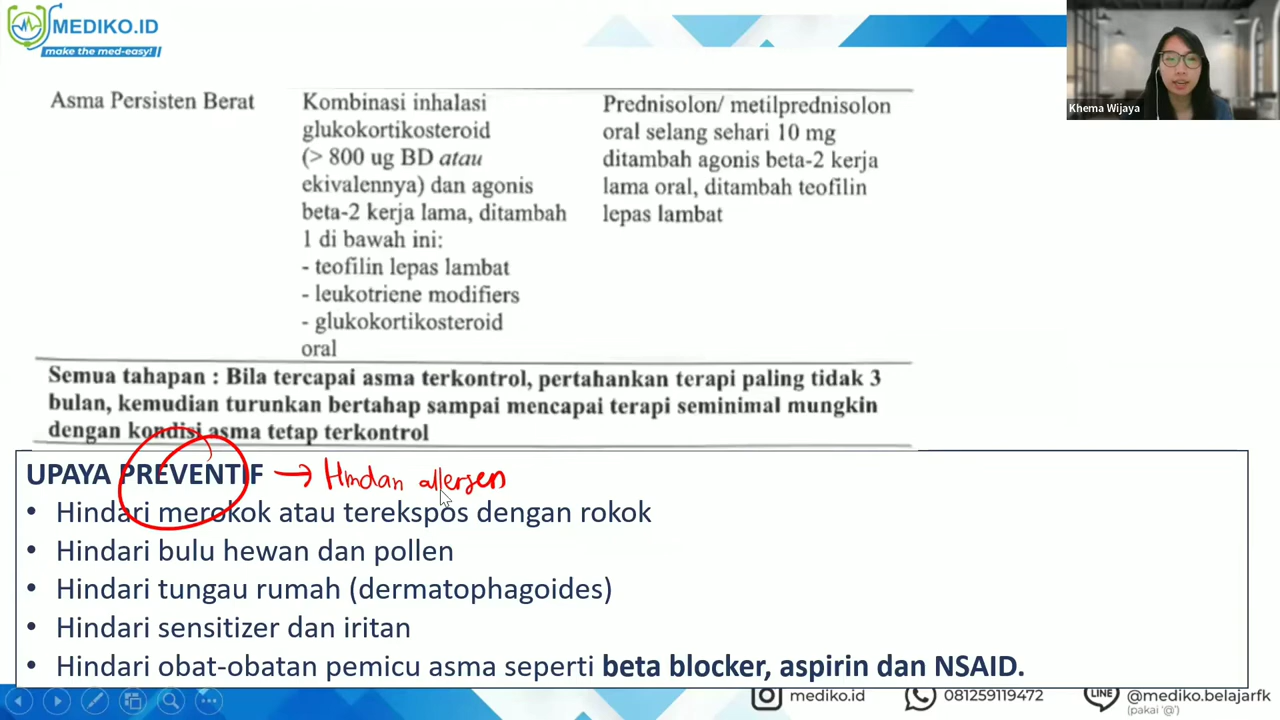 MEDIKO.ID
make the med-easy!
Khema Wijaya
Asma Persisten Berat
Kombinasi inhalasi
glukokortikosteroid
(> 800 ug BD atau
ekivalennya) dan agonis
beta-2 kerja lama, ditambah
1 di bawah ini:
- teofilin lepas lambat
- leukotriene modifiers
- glukokortikosteroid
oral
Prednisolon/ metilprednisolon
oral selang sehari 10 mg
ditambah agonis beta-2 kerja
lama oral, ditambah teofilin
lepas lambat
Semua tahapan : Bila tercapai asma terkontrol, pertahankan terapi paling tidak 3
bulan, kemudian turunkan bertahap sampai mencapai terapi seminimal mungkin
dengan kondisi asma tetap terkontrol
UPAYA PREVENTIF → Hindari allergen
• Hindari merokok atau terekspos dengan rokok
• Hindari bulu hewan dan pollen
• Hindari tungau rumah (dermatophagoides)
• Hindari sensitizer dan iritan
• Hindari obat-obatan pemicu asma seperti beta blocker, aspirin dan NSAID.
mediko.id
081259119472
LINE
@mediko.belajarfk
(pakai '@')